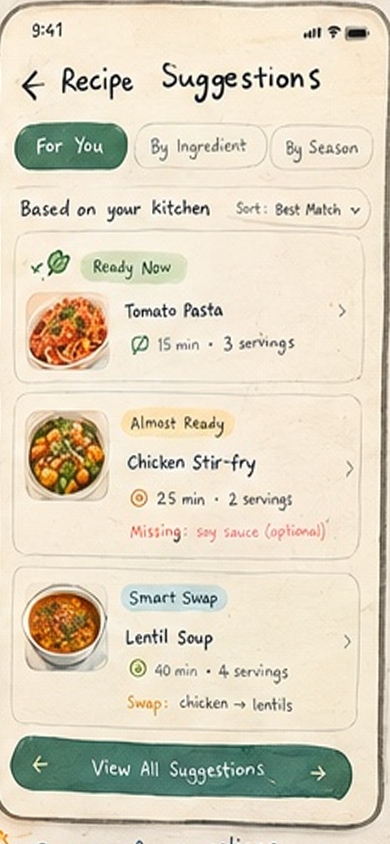 9:41
← Recipe Suggestions
For You
By Ingredient
By Season
Based on your kitchen
Sort: Best Match
Ready Now
Tomato Pasta
15 min • 3 servings
Almost Ready
Chicken Stir-fry
25 min • 2 servings
Missing: soy sauce (optional)
Smart Swap
Lentil Soup
40 min • 4 servings
Swap: chicken → lentils
← View All Suggestions →